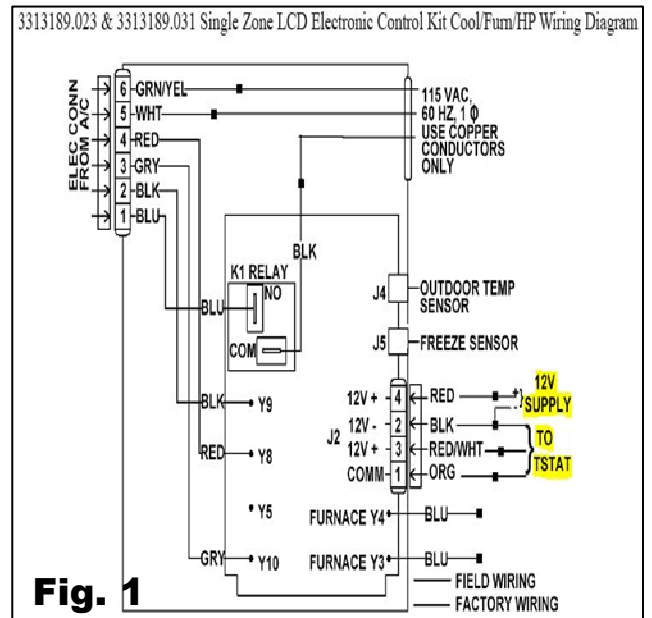 3313189.023 & 3313189.031 Single Zone LCD Electronic Control Kit Cool/Furn/HP Wiring Diagram
ELEC CONN
FROM A/C
6 GRN/YEL
5 WHT
4 RED
3 GRY
2 BLK
1 BLU
115 VAC,
60 HZ, 1 Φ
USE COPPER
CONDUCTORS
ONLY
BLK
K1 RELAY
NO
BLU
COM
J4
OUTDOOR TEMP
SENSOR
J5
FREEZE SENSOR
BLK
Y9
RED
Y8
Y5
GRY
Y10
J2
12V + 4 RED
12V - 2 BLK
12V + 3 RED/WHT
COMM 1 ORG
+
-
12V
SUPPLY
TO
TSTAT
FURNACE Y4 BLU
FURNACE Y3 BLU
FIELD WIRING
FACTORY WIRING
Fig. 1